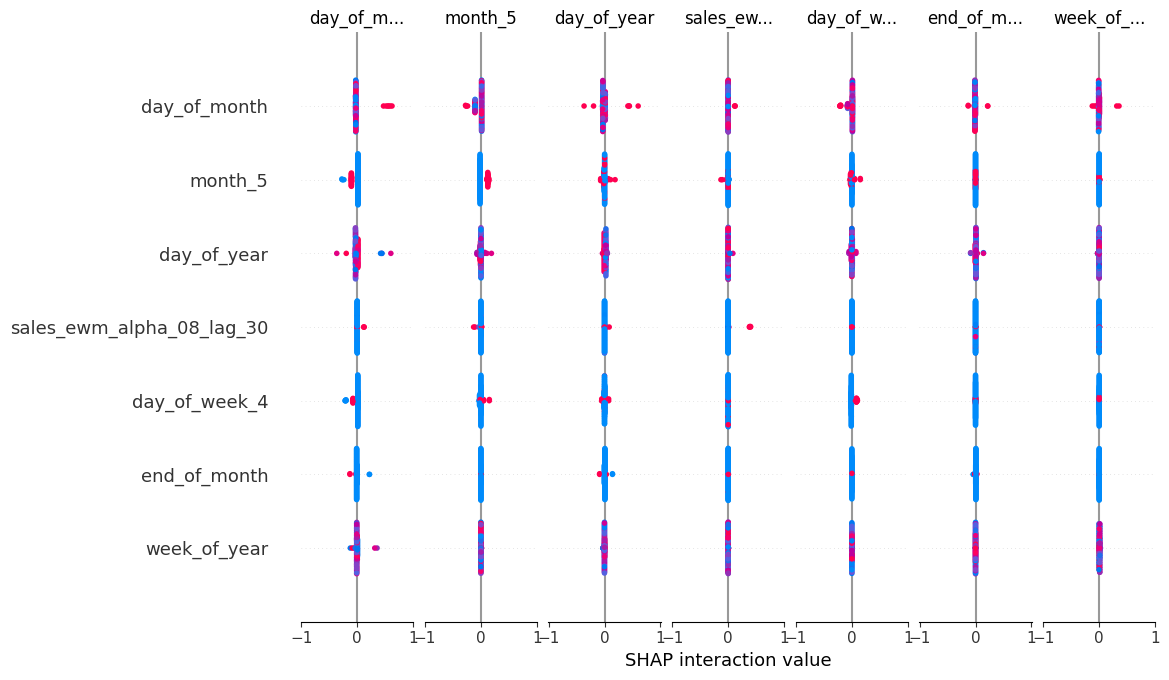 day_of_m... month_5 day_of_year sales_ew... day_of_w... end_of_m... week_of_...
day_of_month
month_5
day_of_year
sales_ewm_alpha_08_lag_30
day_of_week_4
end_of_month
week_of_year
−1 0 1 −1 0 1 −1 0 1 −1 0 1 −1 0 1 −1 0 1 −1 0 1
SHAP interaction value